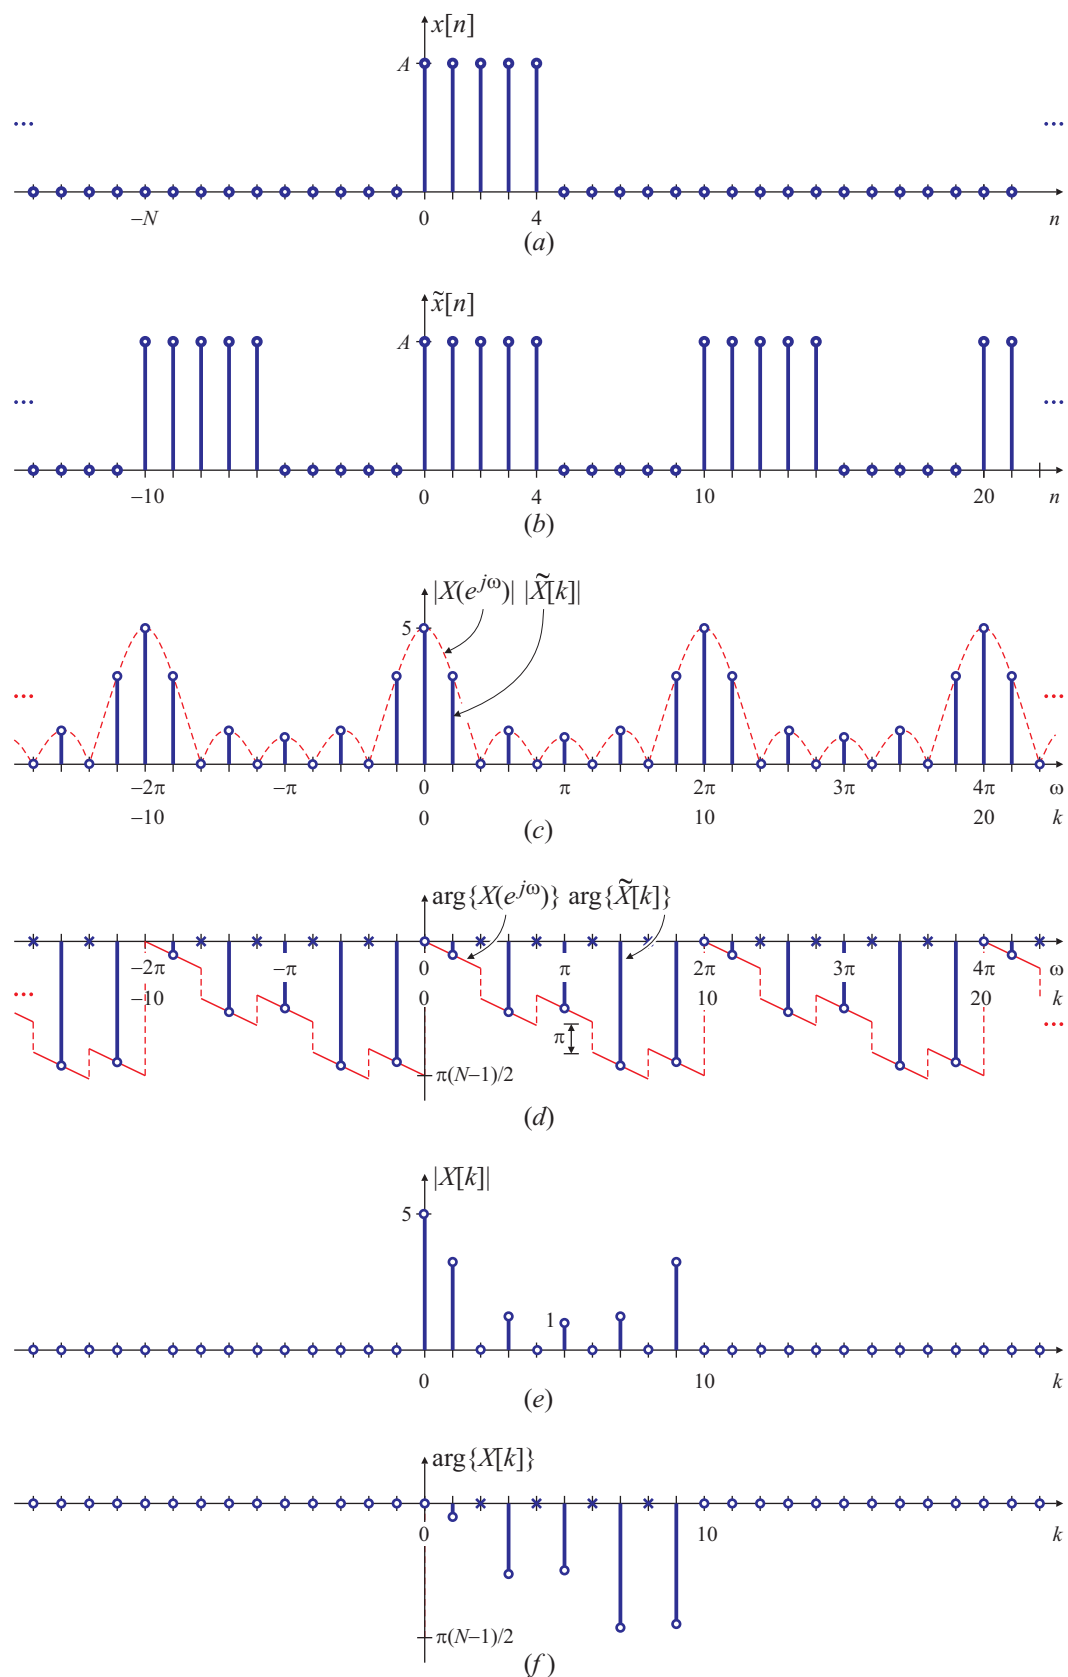 x[n]
A
... ...
–N 0 4 n
(a)
x̃[n]
A
... ...
–10 0 4 10 20 n
(b)
|X(e^{jω})| |X̃[k]|
5
... ...
–2π –π 0 π 2π 3π 4π ω
–10 0 10 20 k
(c)
arg{X(e^{jω})} arg{X̃[k]}
–2π –π 0 π 2π 3π 4π ω
–10 0 10 20 k
... ...
π
π(N–1)/2
(d)
|X[k]|
5
1
0 10 k
(e)
arg{X[k]}
0 10 k
π(N–1)/2
(f)